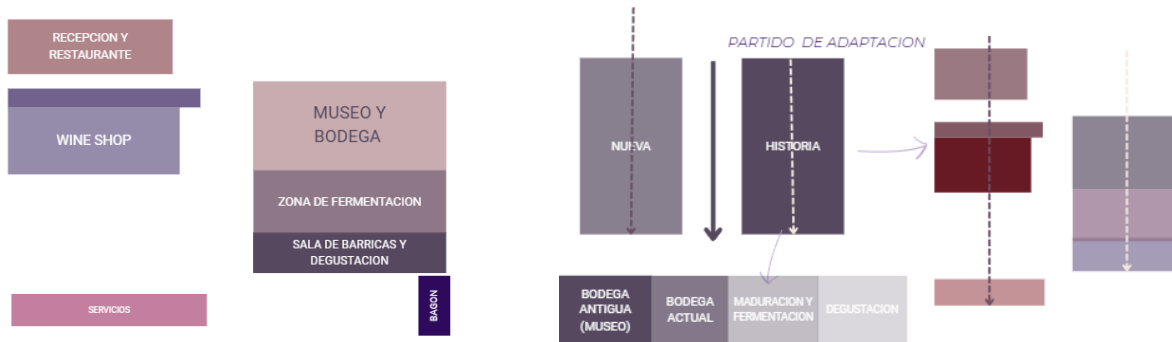 RECEPCION Y
RESTAURANTE
WINE SHOP
SERVICIOS
MUSEO Y
BODEGA
ZONA DE FERMENTACION
SALA DE BARRICAS Y
DEGUSTACION
BAGON
PARTIDO DE ADAPTACION
NUEVA
HISTORIA
BODEGA
ANTIGUA
(MUSEO)
BODEGA
ACTUAL
MADURACION Y
FERMENTACION
DEGUSTACION